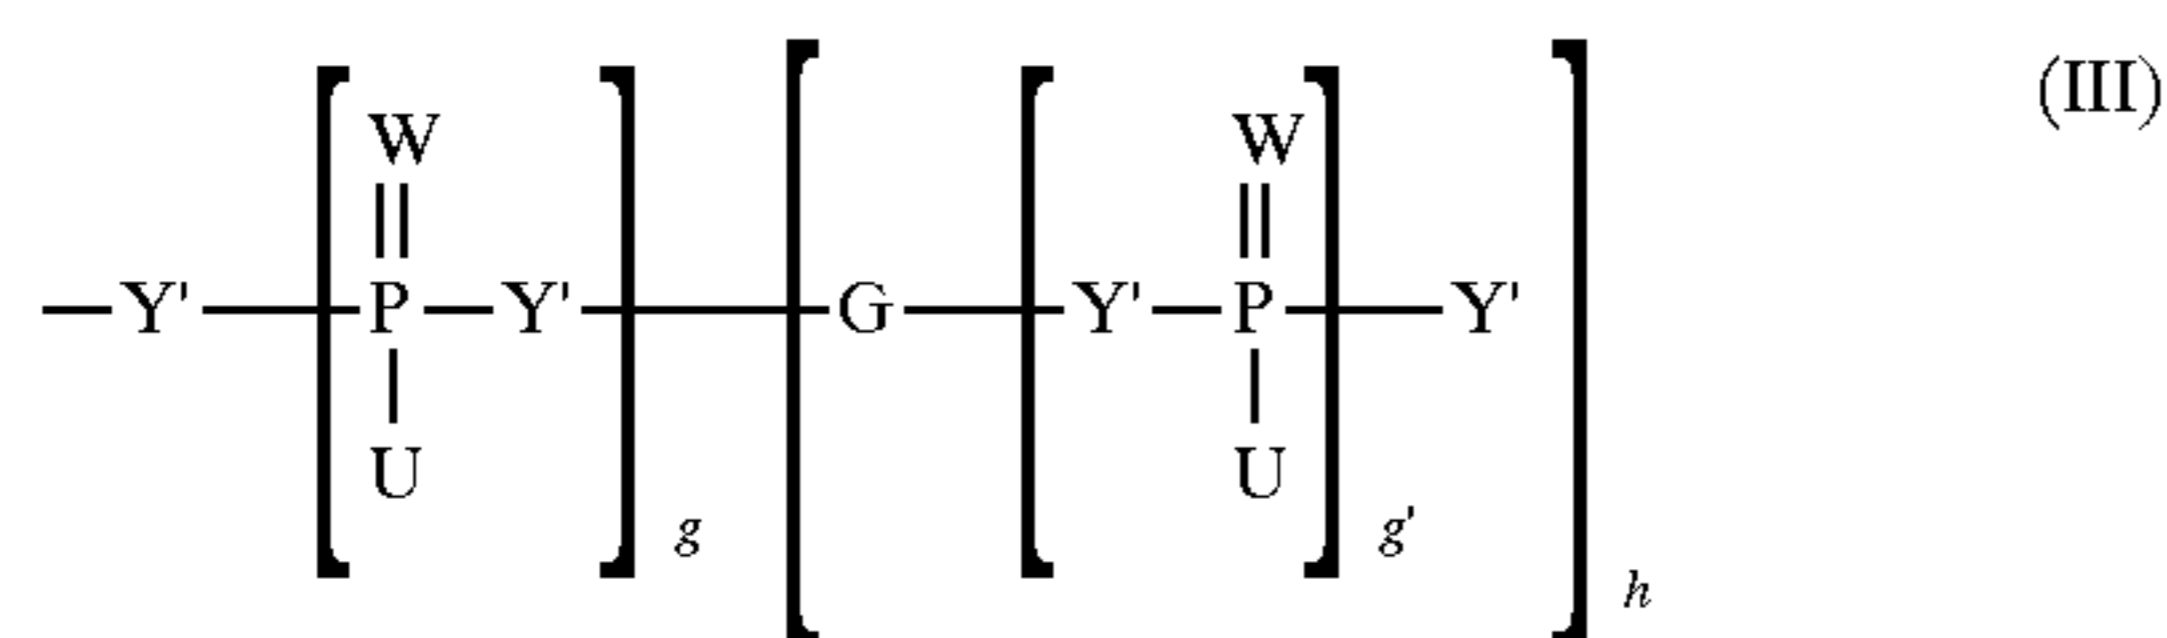 W W (III)
—Y'—[P—Y']—[G—[Y'—P]—Y']
U U
g g'
h